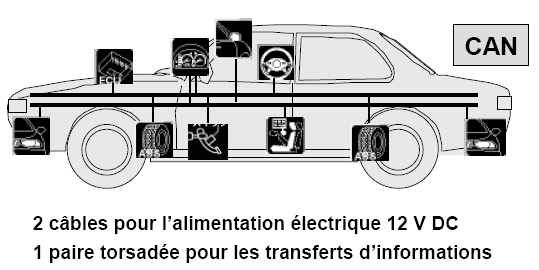 CAN
ECU
ABS
ABS
2 câbles pour l'alimentation électrique 12 V DC
1 paire torsadée pour les transferts d'informations